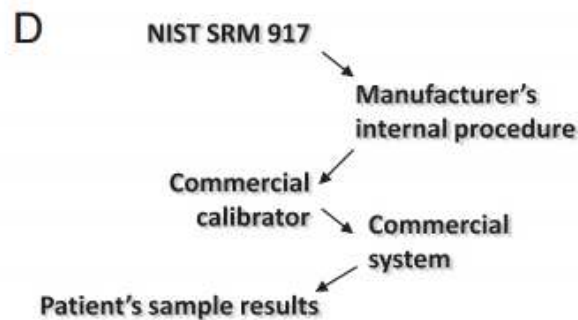 D
NIST SRM 917
Manufacturer's
internal procedure
Commercial
calibrator
Commercial
system
Patient's sample results